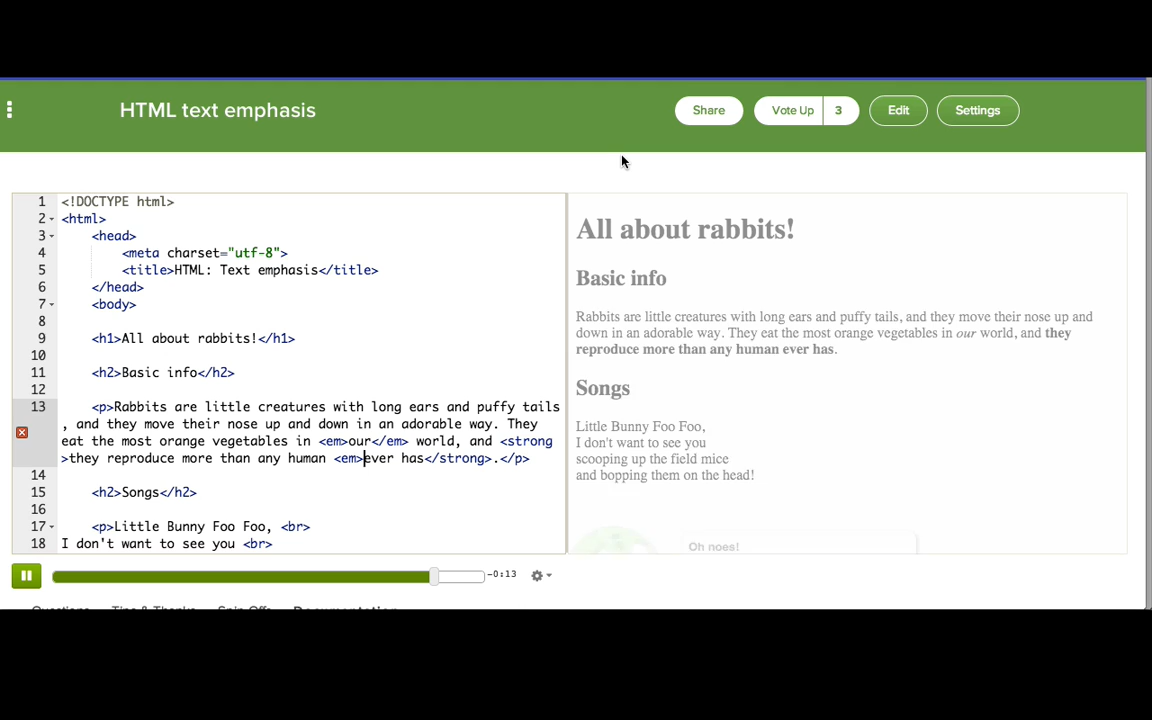 HTML text emphasis
Share
Vote Up 3
Edit
Settings
1 <!DOCTYPE html>
2 <html>
3 <head>
4 <meta charset="utf-8">
5 <title>HTML: Text emphasis</title>
6 </head>
7 <body>
8
9 <h1>All about rabbits!</h1>
10
11 <h2>Basic info</h2>
12
13 <p>Rabbits are little creatures with long ears and puffy tails
, and they move their nose up and down in an adorable way. They
eat the most orange vegetables in <em>our</em> world, and <strong
>they reproduce more than any human <em>ever has</strong>.</p>
14
15 <h2>Songs</h2>
16
17 <p>Little Bunny Foo Foo, <br>
18 I don't want to see you <br>
All about rabbits!
Basic info
Rabbits are little creatures with long ears and puffy tails, and they move their nose up and
down in an adorable way. They eat the most orange vegetables in our world, and they
reproduce more than any human ever has.
Songs
Little Bunny Foo Foo,
I don't want to see you
scooping up the field mice
and bopping them on the head!
Oh noes!
-0:13
Questions Tips & Thanks Spin-Offs Documentation